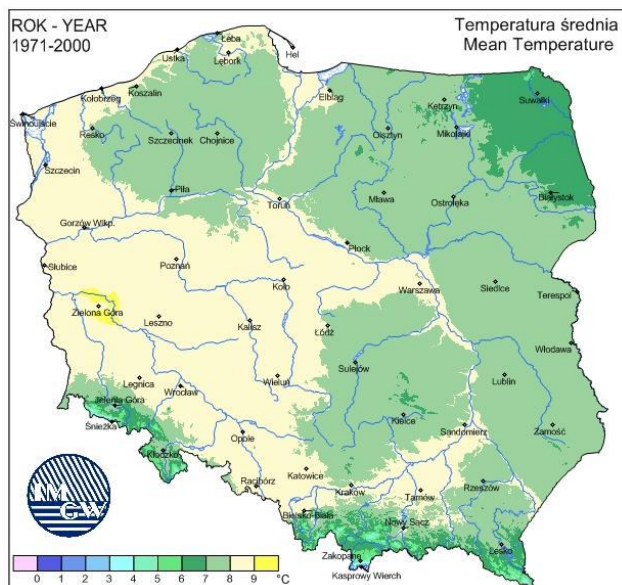 ROK - YEAR
1971-2000
Temperatura średnia
Mean Temperature
Łeba
Hel
Ustka
Lębork
Koszalin
Kołobrzeg
Elbląg
Kętrzyn
Suwałki
Świnoujście
Resko
Szczecinek
Chojnice
Olsztyn
Mikołajki
Szczecin
Piła
Toruń
Mława
Ostrołęka
Białystok
Gorzów Wlkp.
Płock
Słubice
Poznań
Koło
Warszawa
Siedlce
Terespol
Zielona Góra
Leszno
Kalisz
Łódź
Włodawa
Legnica
Wrocław
Wieluń
Sulejów
Lublin
Jelenia Góra
Śnieżka
Kielce
Sandomierz
Zamość
Kłodzko
Opole
Racibórz
Katowice
Kraków
Tarnów
Rzeszów
Bielsko-Biała
Nowy Sącz
Lesko
Zakopane
Kasprowy Wierch
IM
GW
0 1 2 3 4 5 6 7 8 9 °C